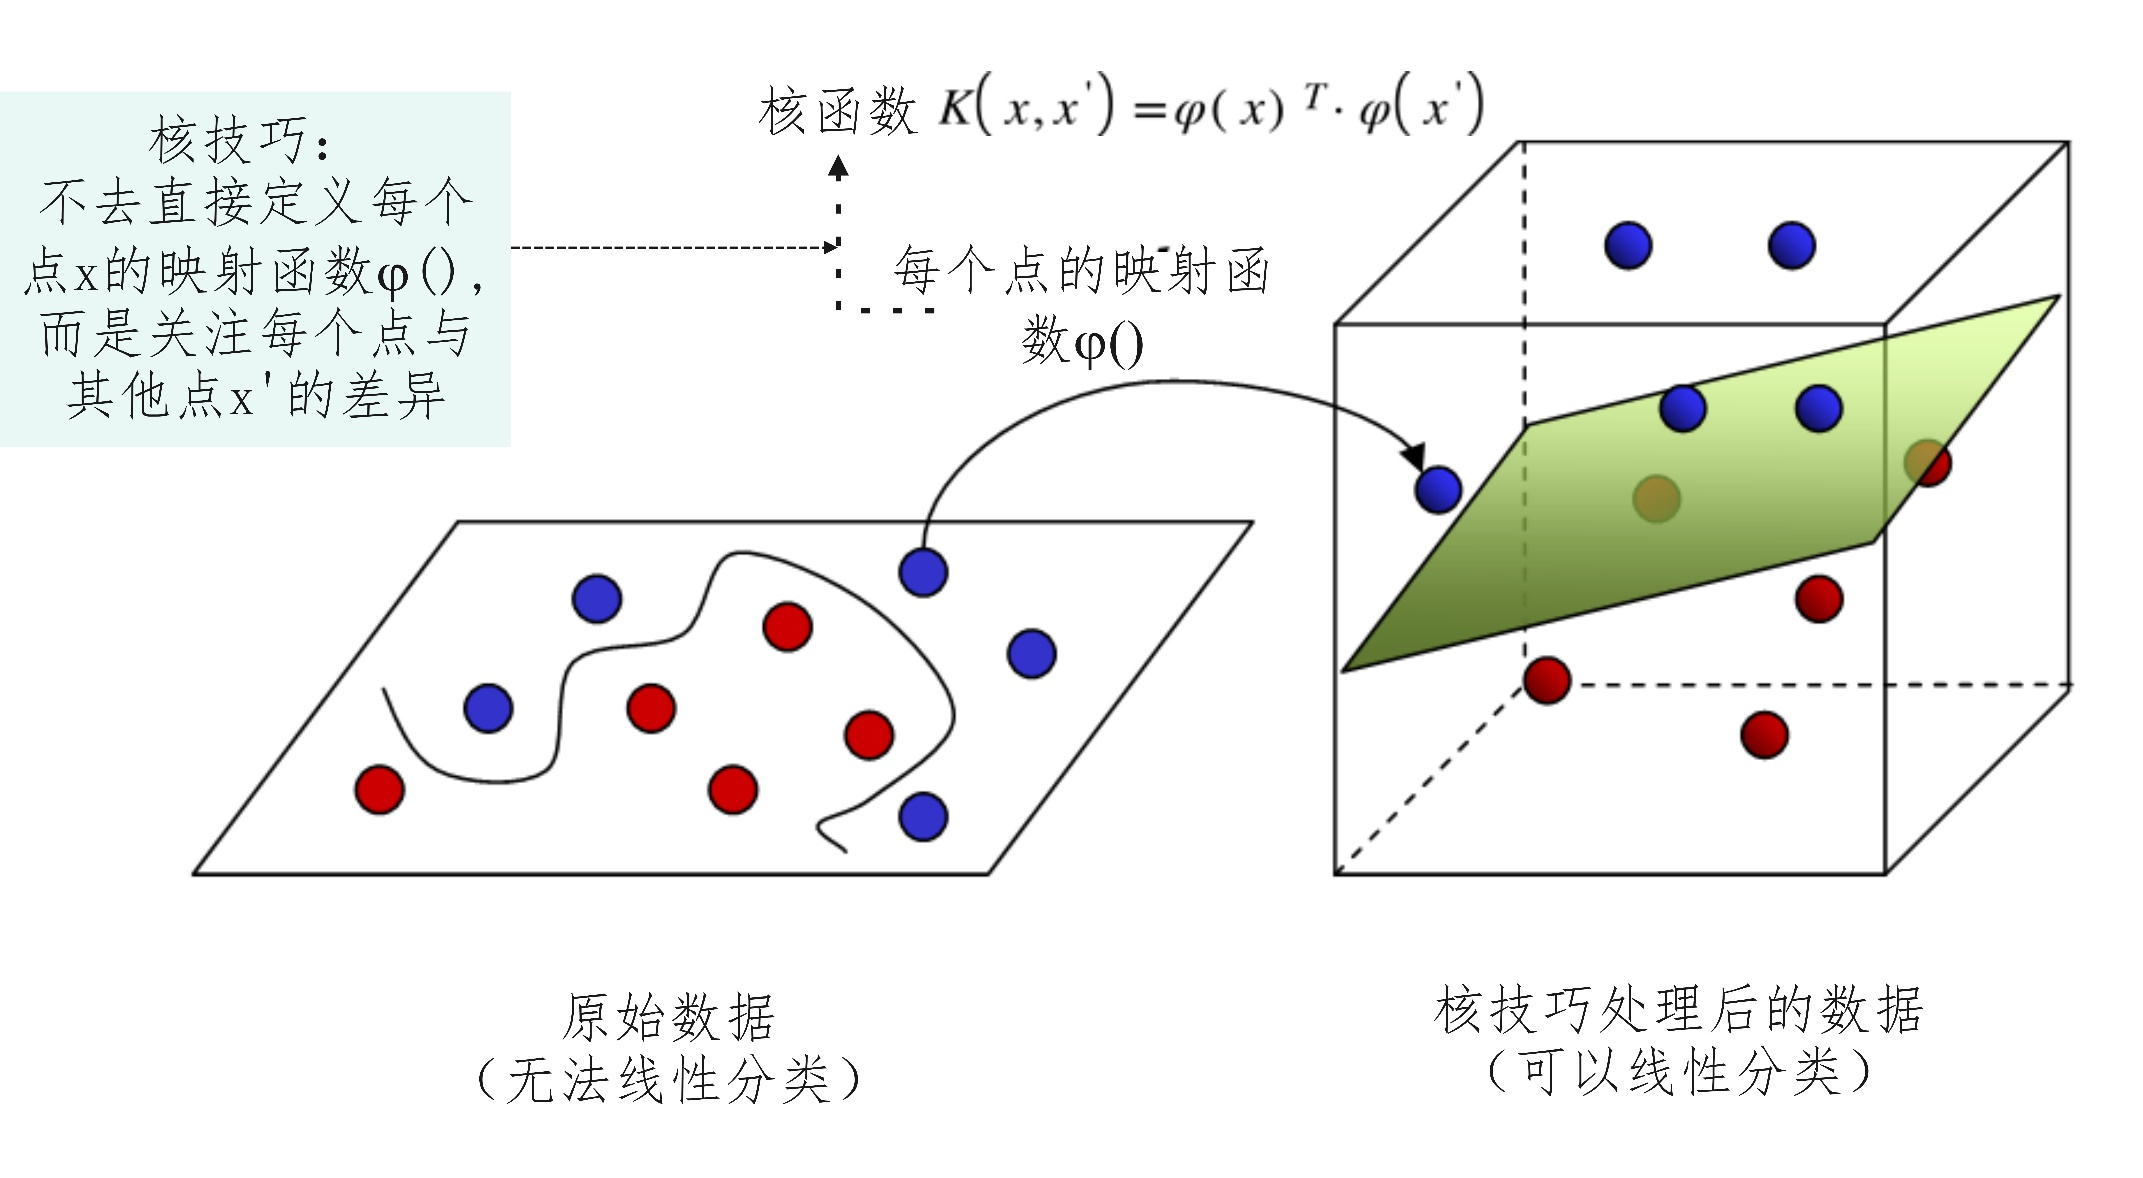 核函数 K( x, x' ) =φ( x ) T · φ( x' )
核技巧：
不去直接定义每个
点x的映射函数φ()，
而是关注每个点与
其他点x'的差异
每个点的映射函
数φ()
原始数据
（无法线性分类）
核技巧处理后的数据
（可以线性分类）